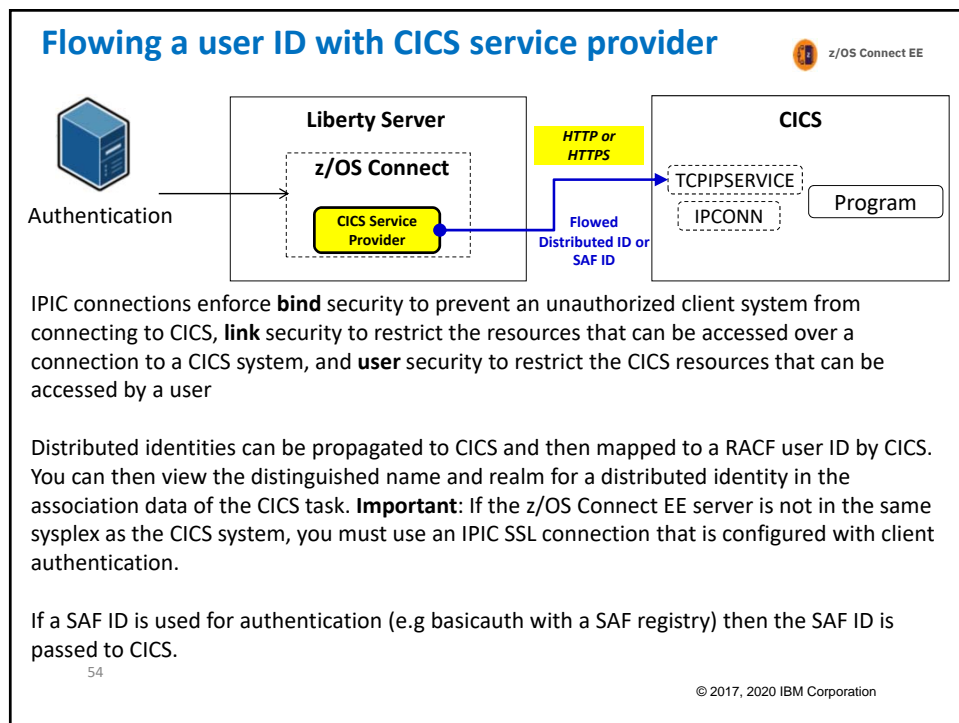 Flowing a user ID with CICS service provider
z/OS Connect EE
Authentication
Liberty Server
z/OS Connect
CICS Service
Provider
HTTP or
HTTPS
Flowed
Distributed ID or
SAF ID
CICS
TCPIPSERVICE
IPCONN
Program
IPIC connections enforce bind security to prevent an unauthorized client system from
connecting to CICS, link security to restrict the resources that can be accessed over a
connection to a CICS system, and user security to restrict the CICS resources that can be
accessed by a user
Distributed identities can be propagated to CICS and then mapped to a RACF user ID by CICS.
You can then view the distinguished name and realm for a distributed identity in the
association data of the CICS task. Important: If the z/OS Connect EE server is not in the same
sysplex as the CICS system, you must use an IPIC SSL connection that is configured with client
authentication.
If a SAF ID is used for authentication (e.g basicauth with a SAF registry) then the SAF ID is
passed to CICS.
54
© 2017, 2020 IBM Corporation